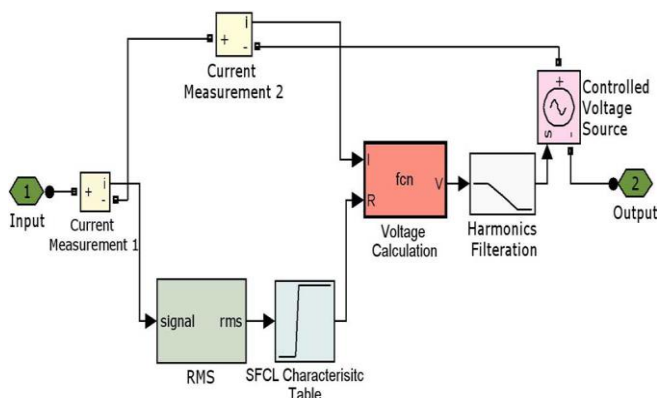 i
+
-
Current
Measurement 2
+
Controlled
Voltage
Source
s
-
1
Input
+
i
-
Current
Measurement 1
I
fcn
V
R
Voltage
Calculation
Harmonics
Filteration
2
Output
signal
rms
RMS
SFCL Characterisitc
Table